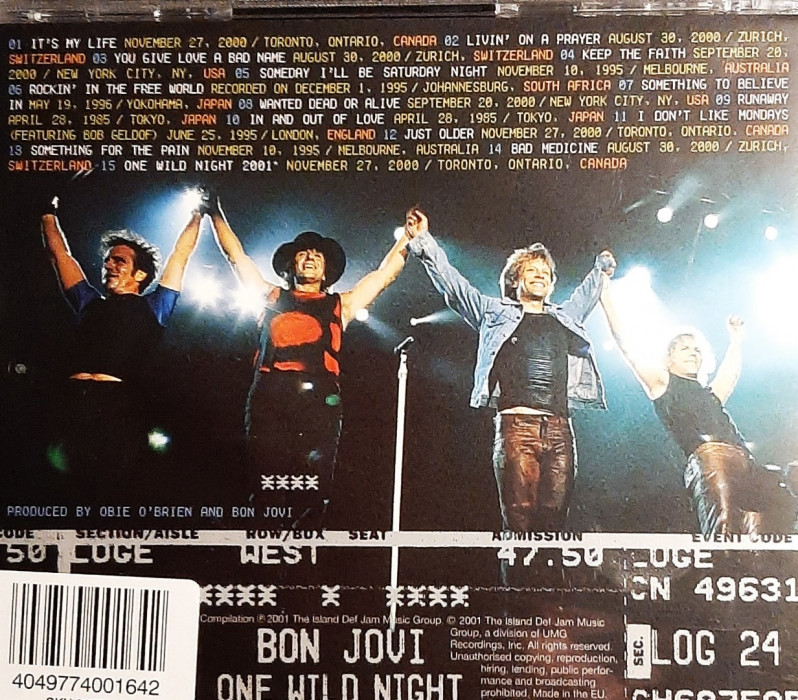 01 IT'S MY LIFE NOVEMBER 27, 2000 / TORONTO, ONTARIO, CANADA 02 LIVIN' ON A PRAYER AUGUST 30, 2000 / ZURICH,
SWITZERLAND 03 YOU GIVE LOVE A BAD NAME AUGUST 30, 2000 / ZURICH, SWITZERLAND 04 KEEP THE FAITH SEPTEMBER 20,
2000 / NEW YORK CITY, NY, USA 05 SOMEDAY I'LL BE SATURDAY NIGHT NOVEMBER 10, 1995 / MELBOURNE, AUSTRALIA
06 ROCKIN' IN THE FREE WORLD RECORDED ON DECEMBER 1, 1995 / JOHANNESBURG, SOUTH AFRICA 07 SOMETHING TO BELIEVE
IN MAY 19, 1996 / YOKOHAMA, JAPAN 08 WANTED DEAD OR ALIVE SEPTEMBER 20, 2000 / NEW YORK CITY, NY, USA 09 RUNAWAY
APRIL 28, 1985 / TOKYO, JAPAN 10 IN AND OUT OF LOVE APRIL 28, 1985 / TOKYO, JAPAN 11 I DON'T LIKE MONDAYS
(FEATURING BOB GELDOF) JUNE 25, 1995 / LONDON, ENGLAND 12 JUST OLDER NOVEMBER 27, 2000 / TORONTO, ONTARIO, CANADA
13 SOMETHING FOR THE PAIN NOVEMBER 10, 1995 / MELBOURNE, AUSTRALIA 14 BAD MEDICINE AUGUST 30, 2000 / ZURICH,
SWITZERLAND 15 ONE WILD NIGHT 2001* NOVEMBER 27, 2000 / TORONTO, ONTARIO, CANADA
XXXX
PRODUCED BY OBIE O'BRIEN AND BON JOVI
CODE SECTION/AISLE ROW/BOX SEAT ADMISSION EVENT CODE
50 LOGE WEST 47.50 LOGE
XXXX X XXXX CN 49631
Compilation ℗ 2001 The Island Def Jam Music Group. © 2001 The Island Def Jam Music
Group, a division of UMG
Recordings, Inc. All rights reserved.
Unauthorised copying, reproduction,
hiring, lending, public perfor-
mance and broadcasting
prohibited. Made in the EU.
BON JOVI
ONE WILD NIGHT
SEC. LOG 24
4049774001642